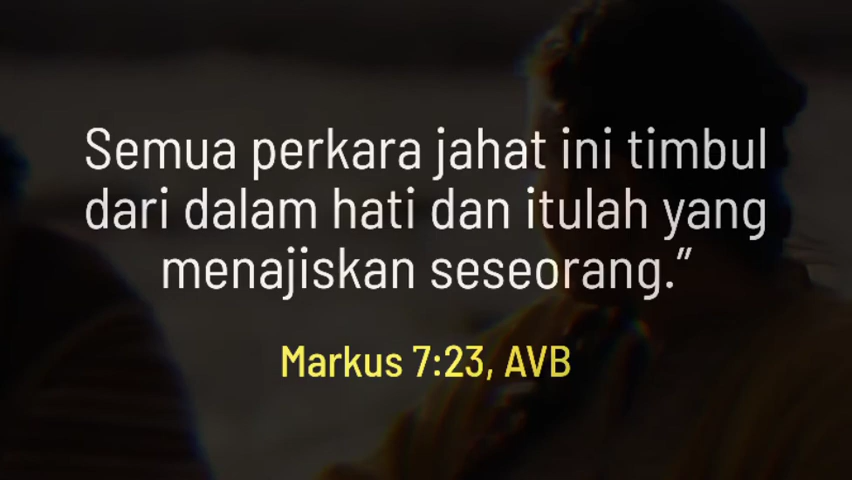 Semua perkara jahat ini timbul
dari dalam hati dan itulah yang
menajiskan seseorang.”
Markus 7:23, AVB